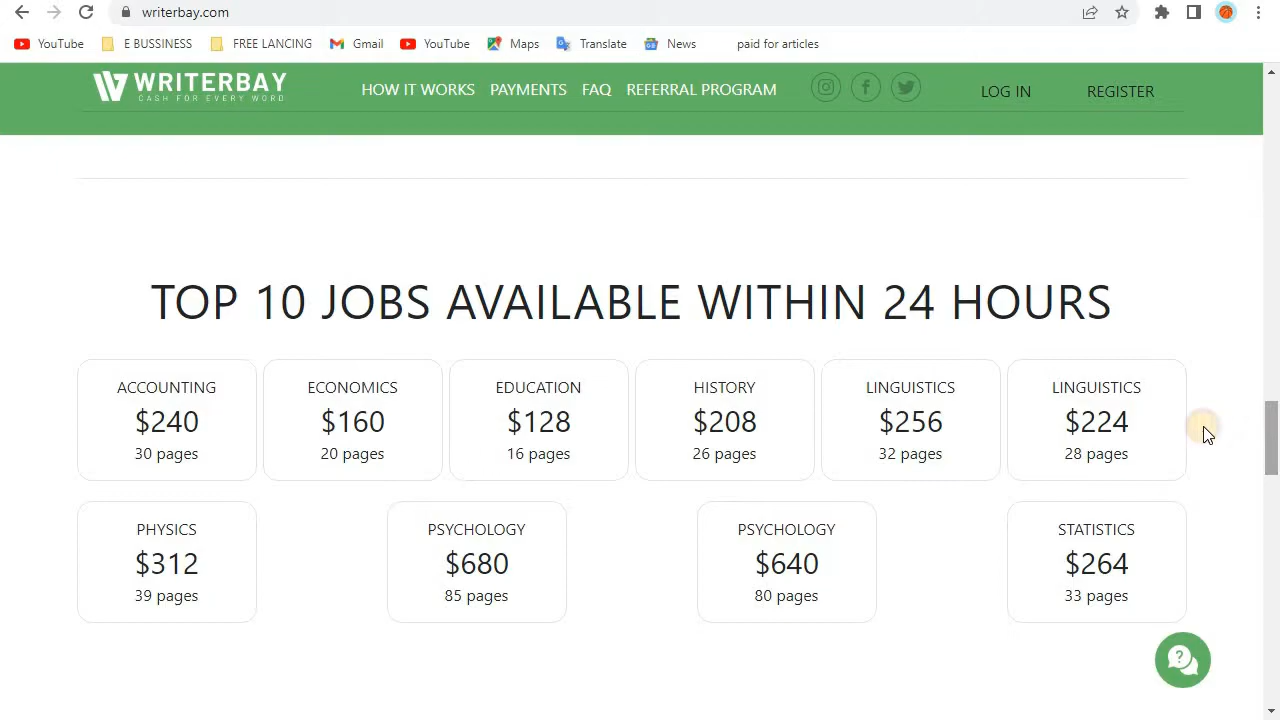 writerbay.com
YouTube E BUSSINESS FREE LANCING Gmail YouTube Maps Translate News paid for articles
WRITERBAY
CASH FOR EVERY WORD
HOW IT WORKS PAYMENTS FAQ REFERRAL PROGRAM LOG IN REGISTER
TOP 10 JOBS AVAILABLE WITHIN 24 HOURS
ACCOUNTING
$240
30 pages
ECONOMICS
$160
20 pages
EDUCATION
$128
16 pages
HISTORY
$208
26 pages
LINGUISTICS
$256
32 pages
LINGUISTICS
$224
28 pages
PHYSICS
$312
39 pages
PSYCHOLOGY
$680
85 pages
PSYCHOLOGY
$640
80 pages
STATISTICS
$264
33 pages